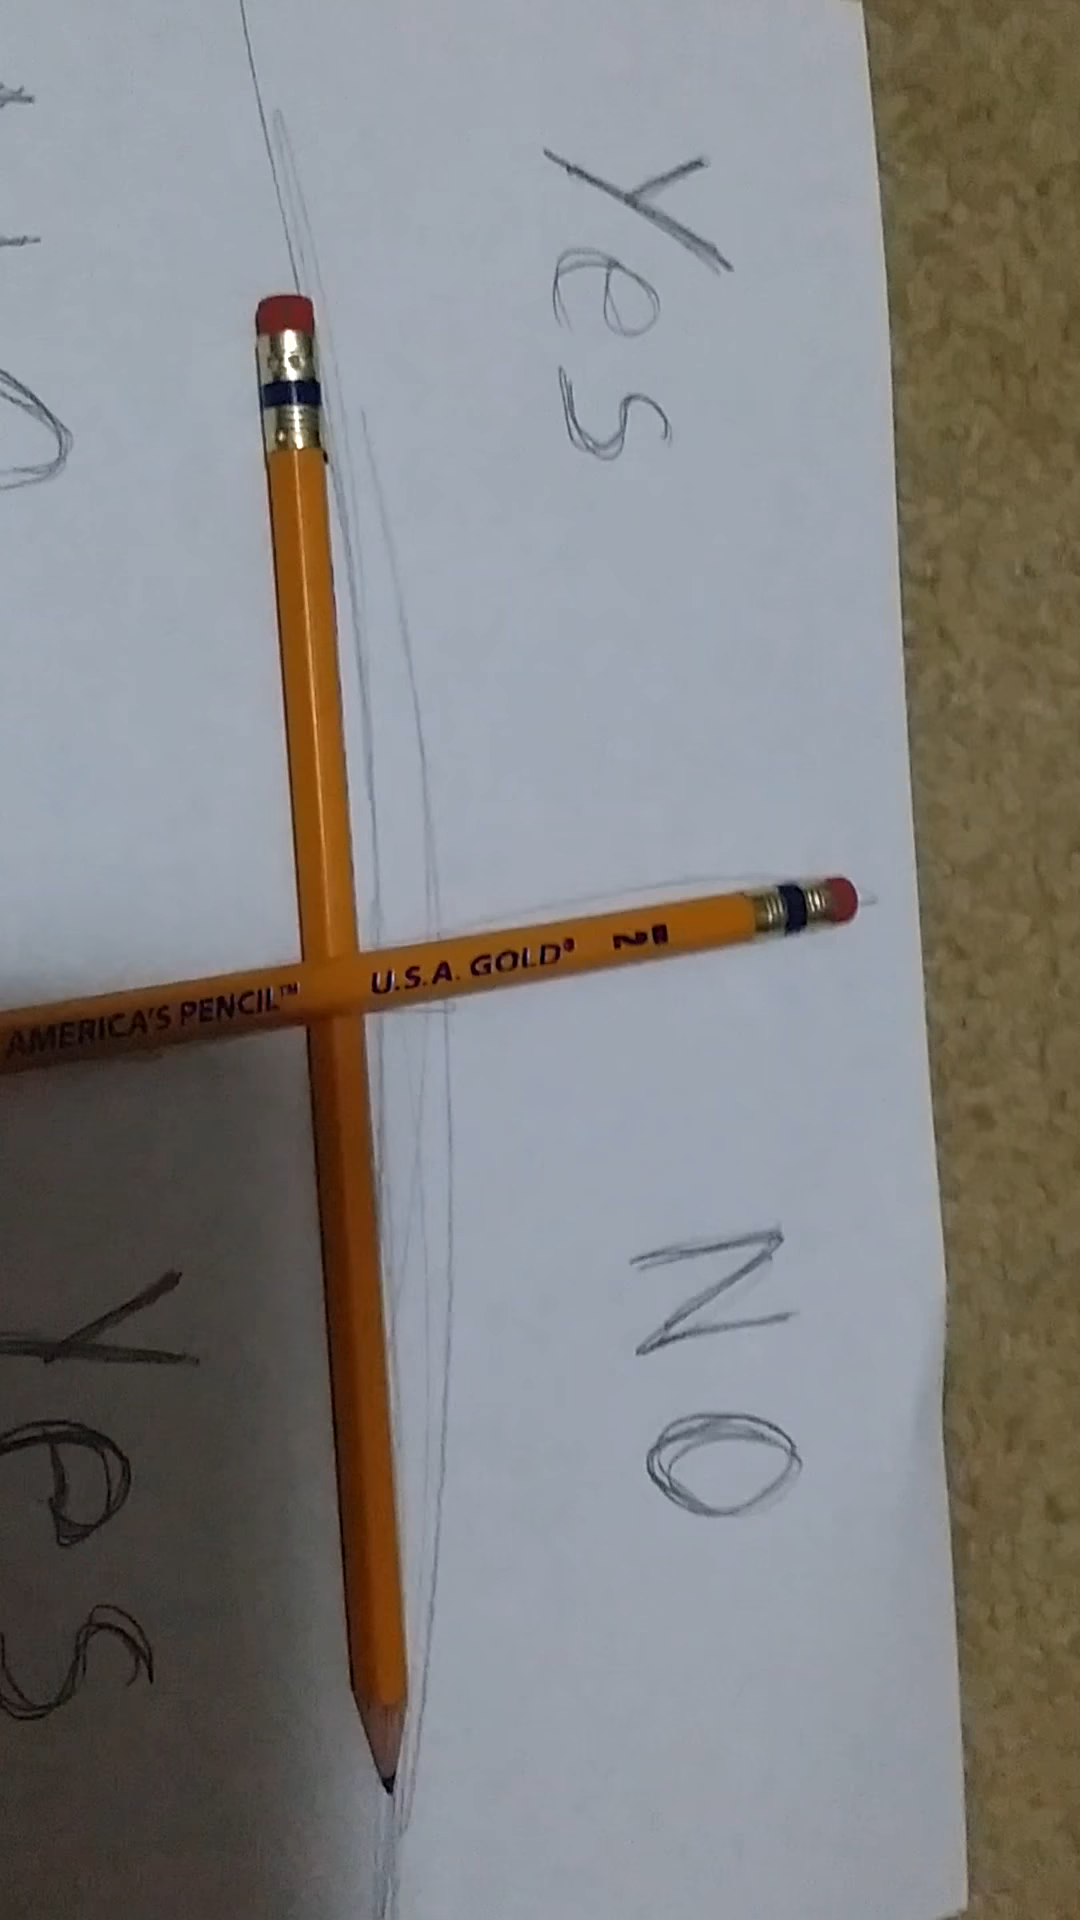 Yes
NO
AMERICA'S PENCIL™ U.S.A. GOLD® 2
Yes